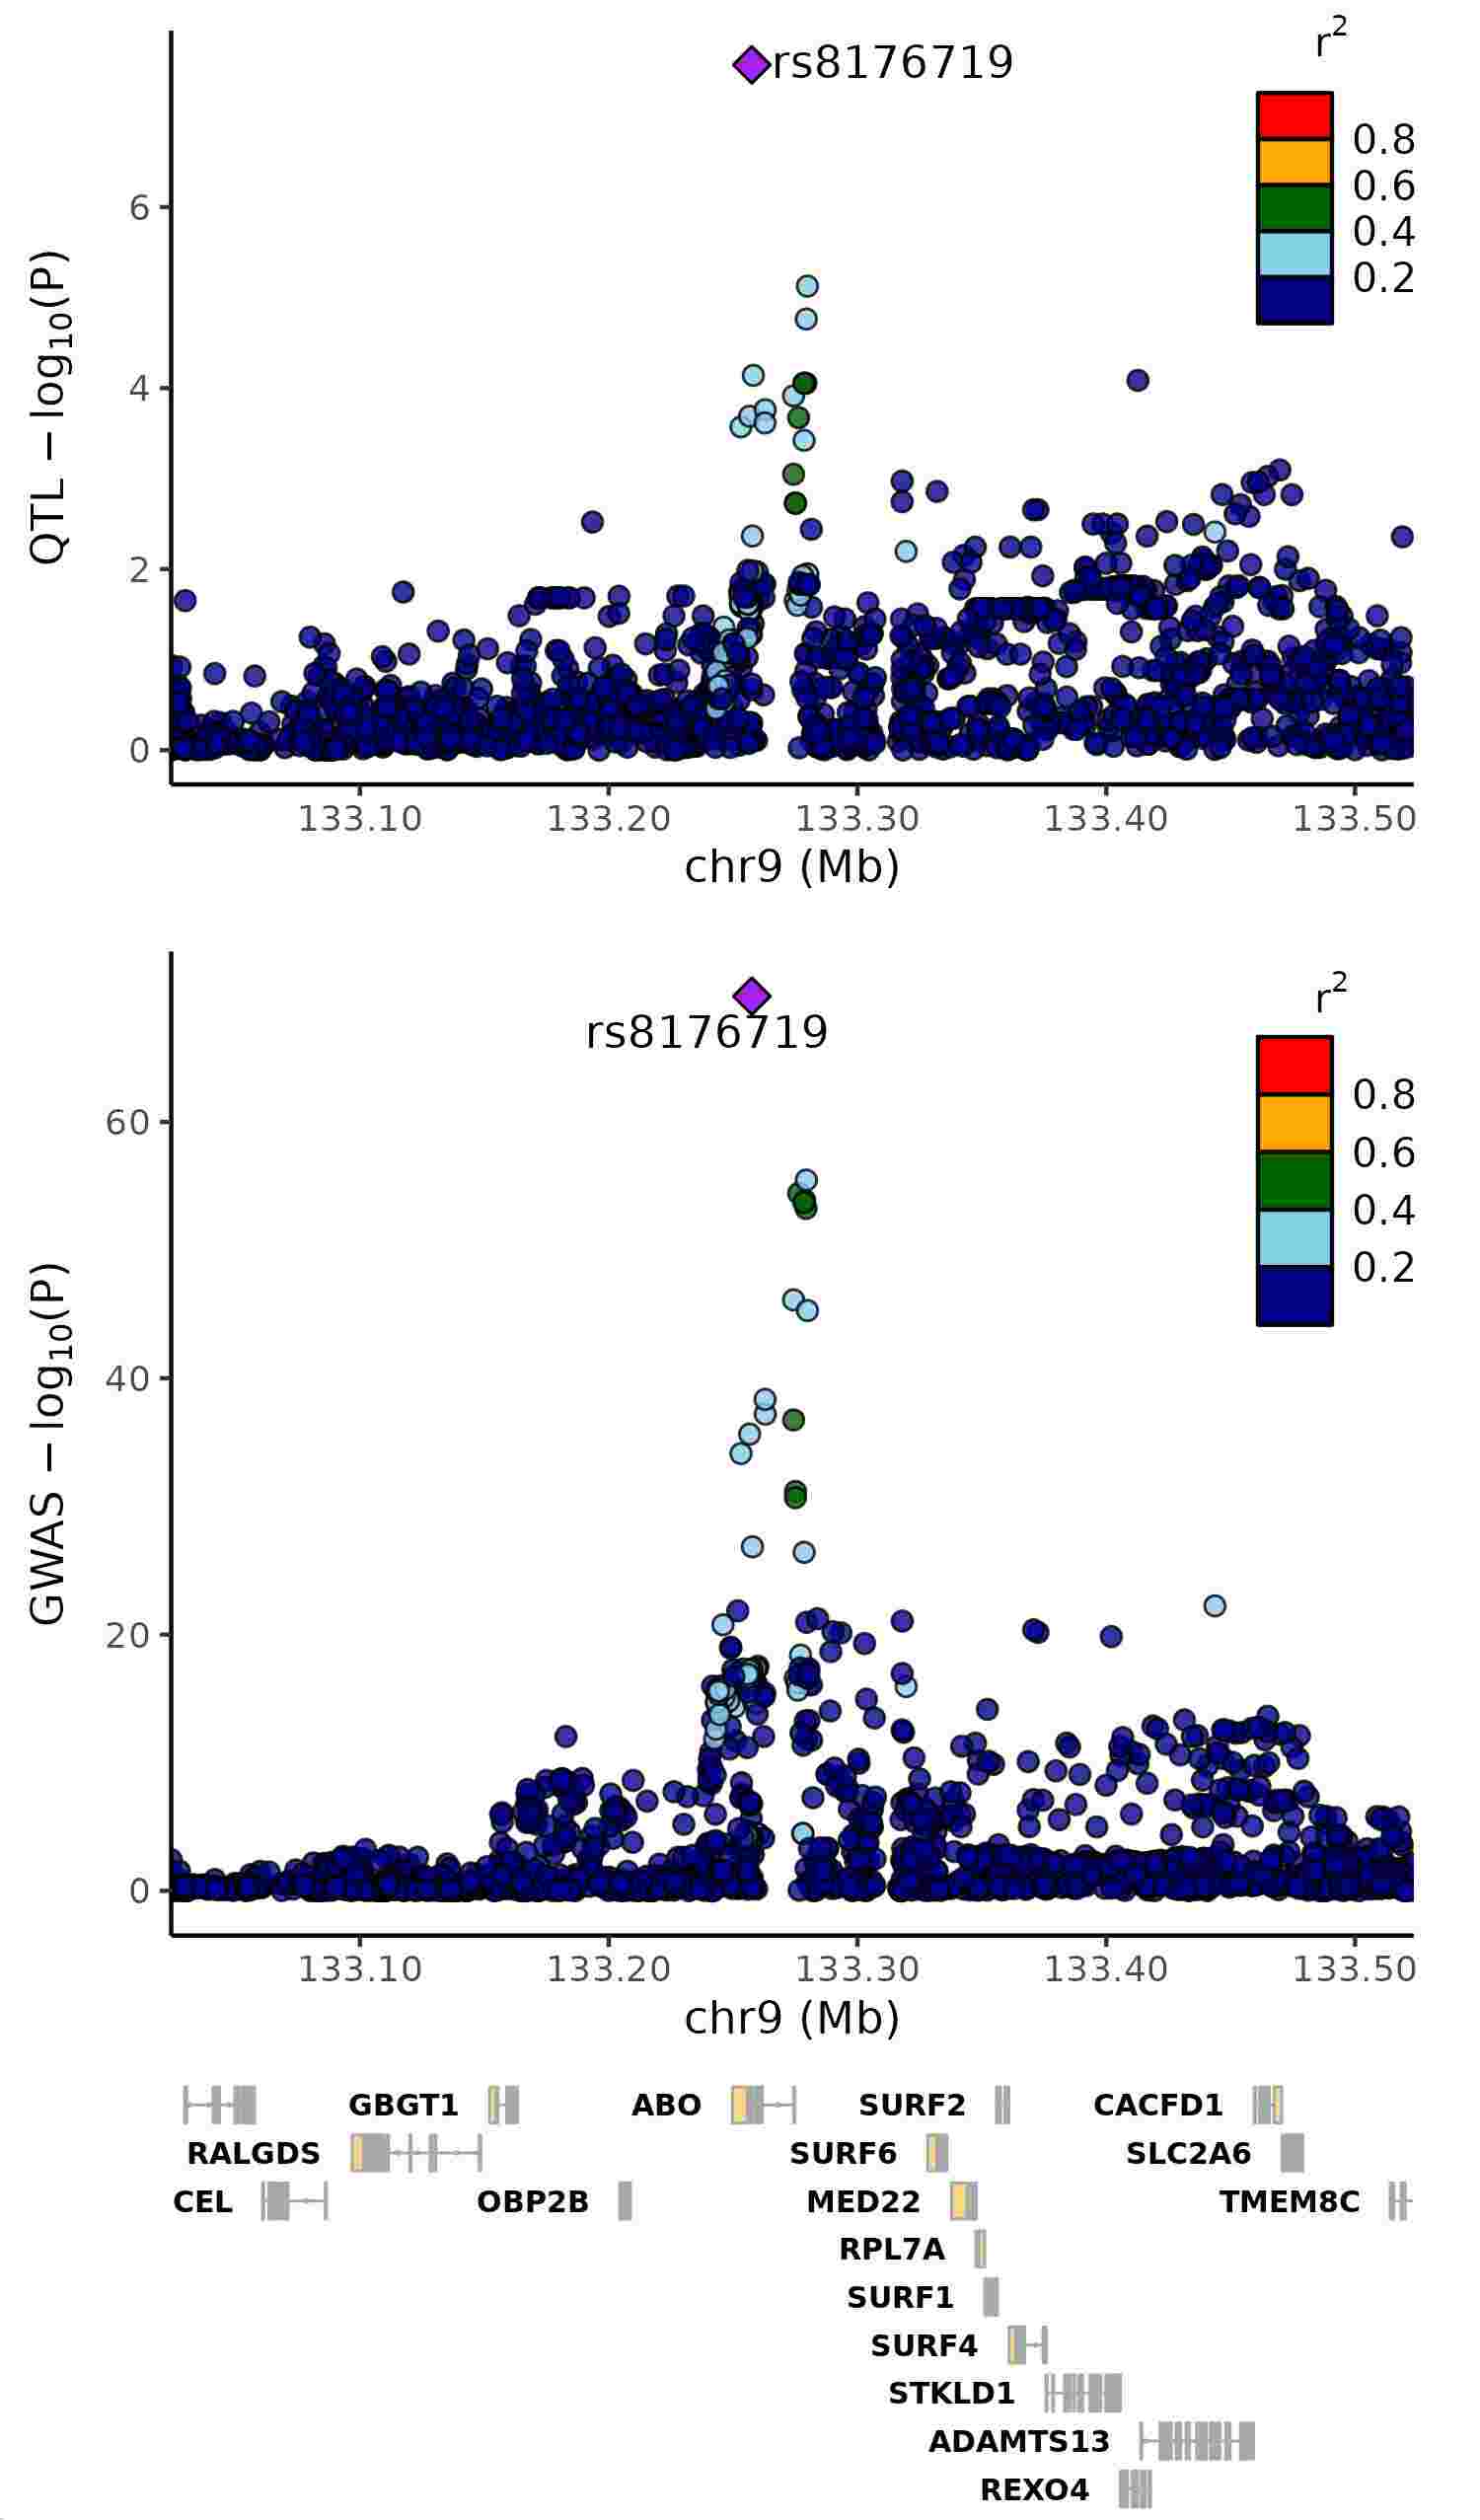 r2
rs8176719
0.8
0.6
0.4
0.2
6
4
2
0
QTL −log10(P)
133.10 133.20 133.30 133.40 133.50
chr9 (Mb)
r2
rs8176719
0.8
0.6
0.4
0.2
60
40
20
0
GWAS −log10(P)
133.10 133.20 133.30 133.40 133.50
chr9 (Mb)
GBGT1 ABO SURF2 CACFD1
RALGDS SURF6 SLC2A6
CEL OBP2B MED22 TMEM8C
RPL7A
SURF1
SURF4
STKLD1
ADAMTS13
REXO4